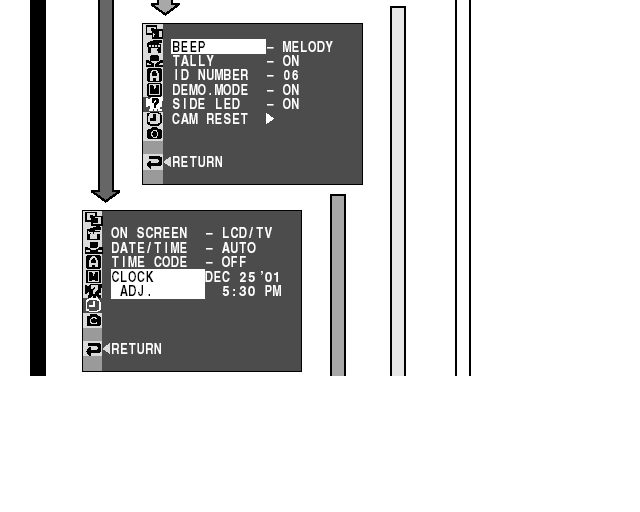 BEEP – MELODY
TALLY – ON
ID NUMBER – 06
DEMO.MODE – ON
SIDE LED – ON
CAM RESET ▶
◀RETURN
ON SCREEN – LCD/TV
DATE/TIME – AUTO
TIME CODE – OFF
CLOCK DEC 25 '01
ADJ. 5:30 PM
◀RETURN